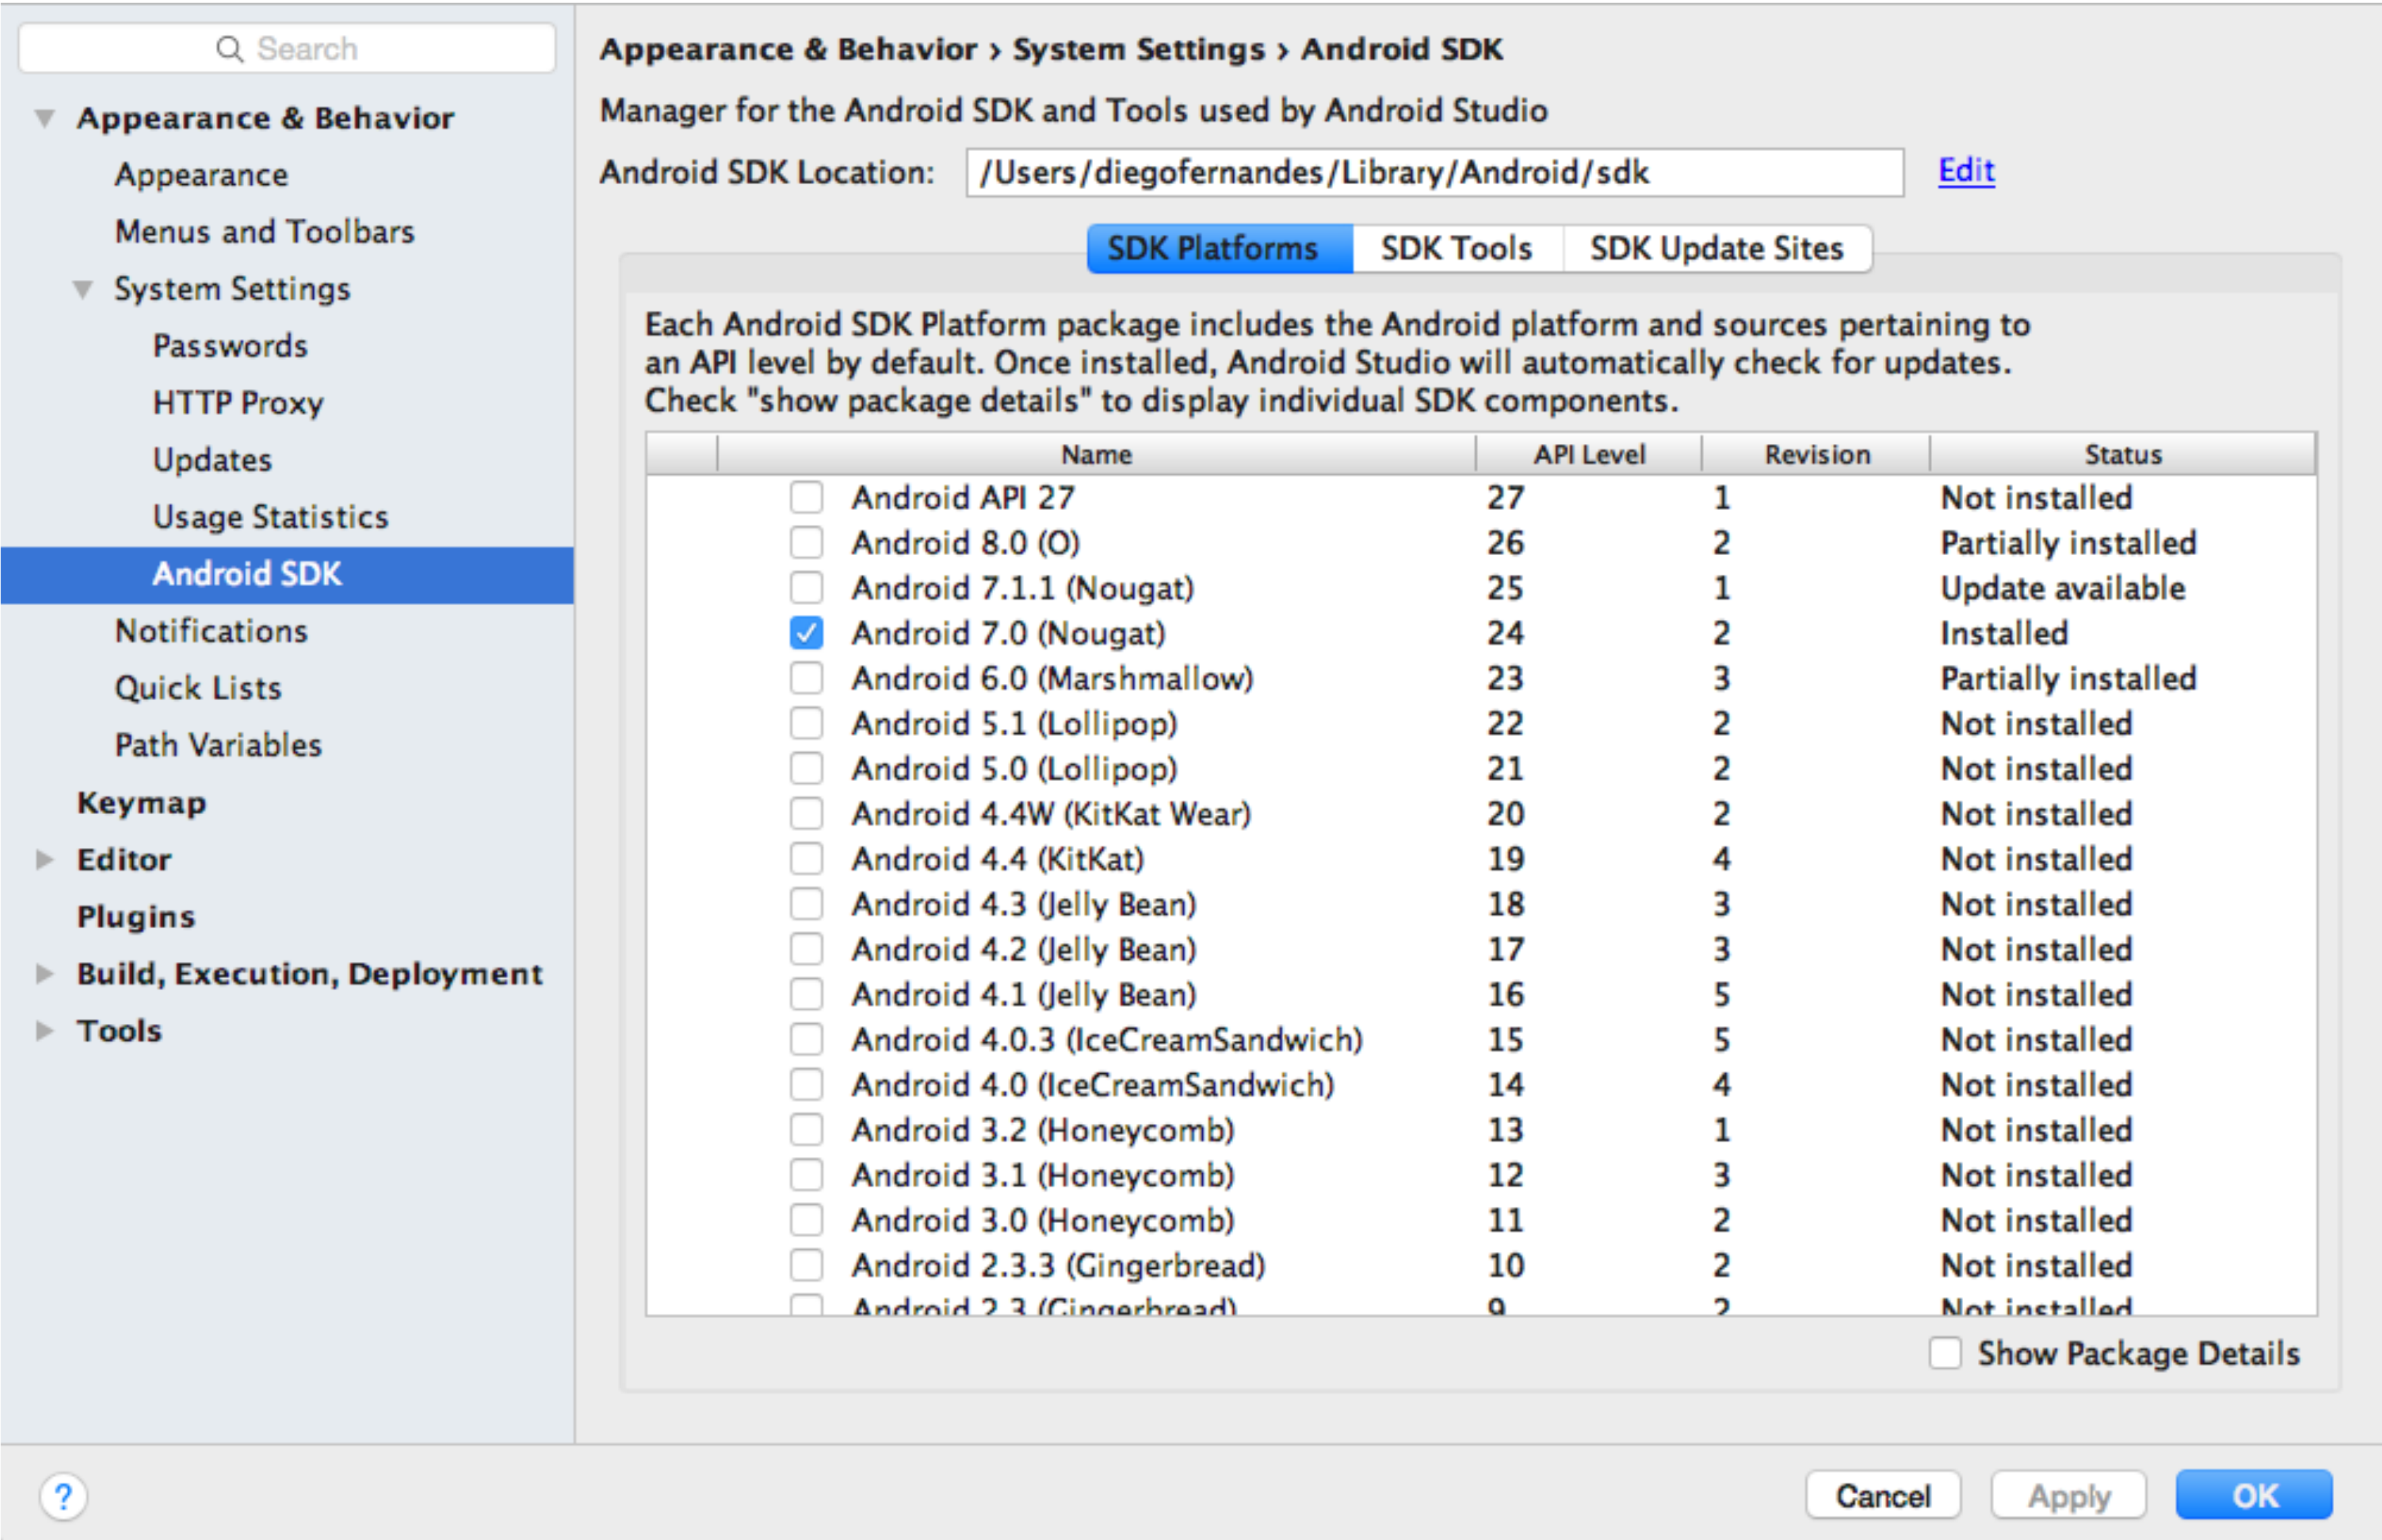 Search
Appearance & Behavior
Appearance
Menus and Toolbars
System Settings
Passwords
HTTP Proxy
Updates
Usage Statistics
Android SDK
Notifications
Quick Lists
Path Variables
Keymap
Editor
Plugins
Build, Execution, Deployment
Tools
Appearance & Behavior › System Settings › Android SDK
Manager for the Android SDK and Tools used by Android Studio
Android SDK Location: /Users/diegofernandes/Library/Android/sdk Edit
SDK Platforms SDK Tools SDK Update Sites
Each Android SDK Platform package includes the Android platform and sources pertaining to
an API level by default. Once installed, Android Studio will automatically check for updates.
Check "show package details" to display individual SDK components.
Name API Level Revision Status
Android API 27 27 1 Not installed
Android 8.0 (O) 26 2 Partially installed
Android 7.1.1 (Nougat) 25 1 Update available
Android 7.0 (Nougat) 24 2 Installed
Android 6.0 (Marshmallow) 23 3 Partially installed
Android 5.1 (Lollipop) 22 2 Not installed
Android 5.0 (Lollipop) 21 2 Not installed
Android 4.4W (KitKat Wear) 20 2 Not installed
Android 4.4 (KitKat) 19 4 Not installed
Android 4.3 (Jelly Bean) 18 3 Not installed
Android 4.2 (Jelly Bean) 17 3 Not installed
Android 4.1 (Jelly Bean) 16 5 Not installed
Android 4.0.3 (IceCreamSandwich) 15 5 Not installed
Android 4.0 (IceCreamSandwich) 14 4 Not installed
Android 3.2 (Honeycomb) 13 1 Not installed
Android 3.1 (Honeycomb) 12 3 Not installed
Android 3.0 (Honeycomb) 11 2 Not installed
Android 2.3.3 (Gingerbread) 10 2 Not installed
Android 2.3 (Gingerbread) 9 2 Not installed
Show Package Details
? Cancel Apply OK